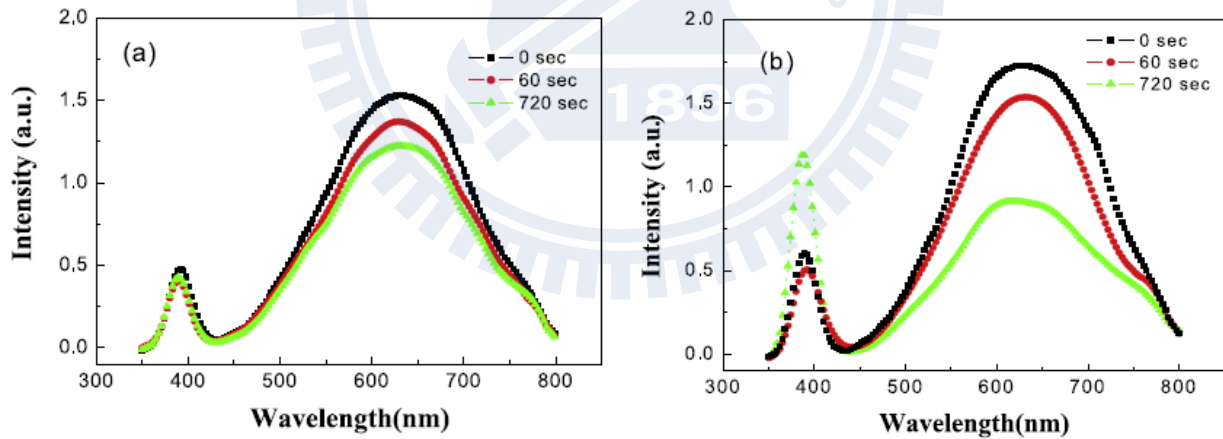 (a)
0 sec
60 sec
720 sec
2.0
1.5
1.0
0.5
0.0
Intensity (a.u.)
300 400 500 600 700 800
Wavelength(nm)
(b)
0 sec
60 sec
720 sec
2.0
1.5
1.0
0.5
0.0
Intensity (a.u.)
300 400 500 600 700 800
Wavelength(nm)
1896